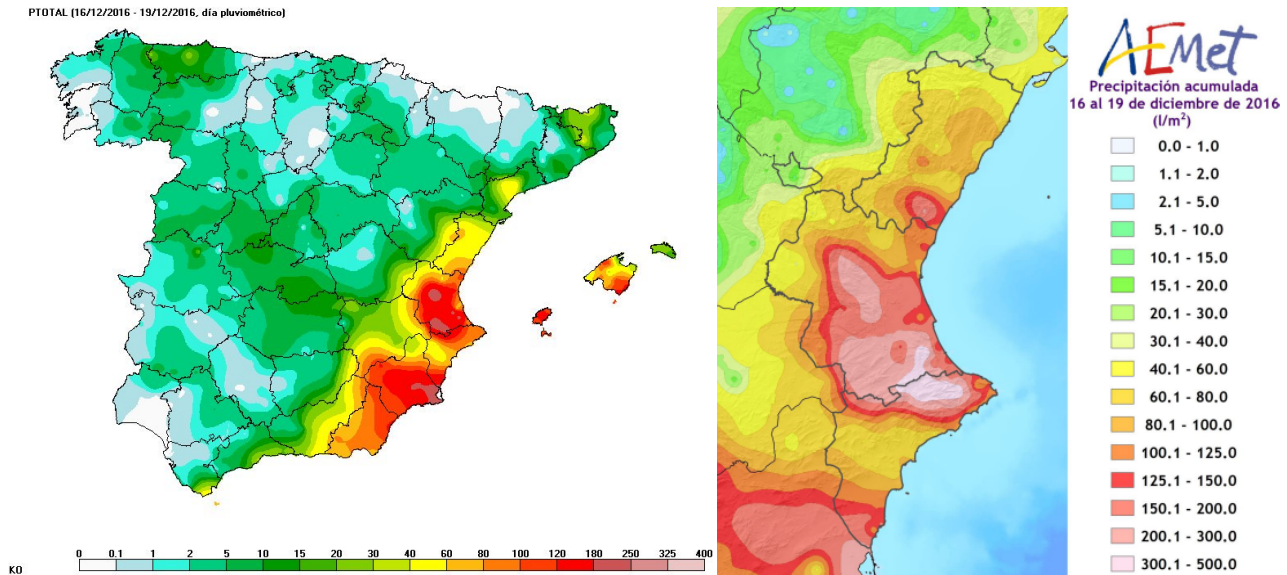 PTOTAL (16/12/2016 - 19/12/2016, día pluviométrico)
KO
0 0.1 1 2 5 10 15 20 30 40 60 80 100 120 180 250 325 400
AEMet
Precipitación acumulada
16 al 19 de diciembre de 2016
(l/m²)
0.0 - 1.0
1.1 - 2.0
2.1 - 5.0
5.1 - 10.0
10.1 - 15.0
15.1 - 20.0
20.1 - 30.0
30.1 - 40.0
40.1 - 60.0
60.1 - 80.0
80.1 - 100.0
100.1 - 125.0
125.1 - 150.0
150.1 - 200.0
200.1 - 300.0
300.1 - 500.0